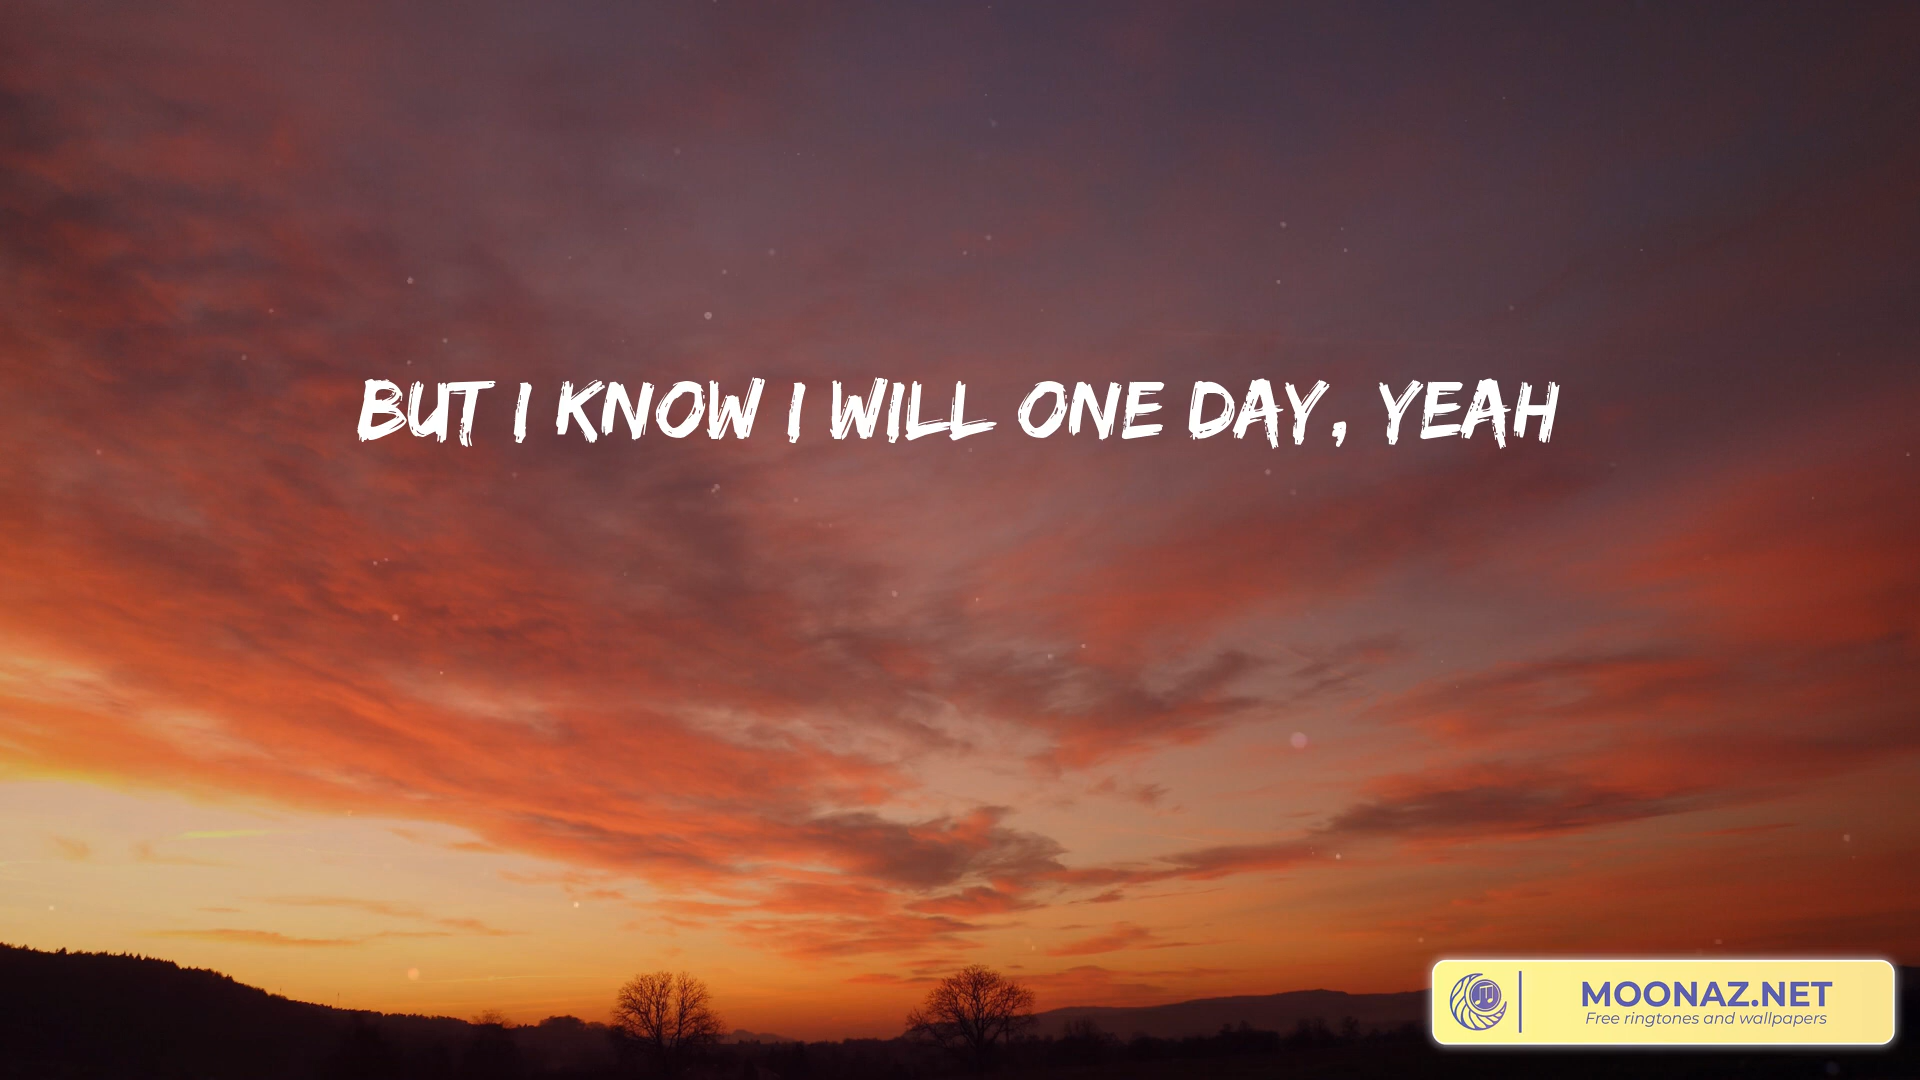 BUT I KNOW I WILL ONE DAY, YEAH
MOONAZ.NET
Free ringtones and wallpapers